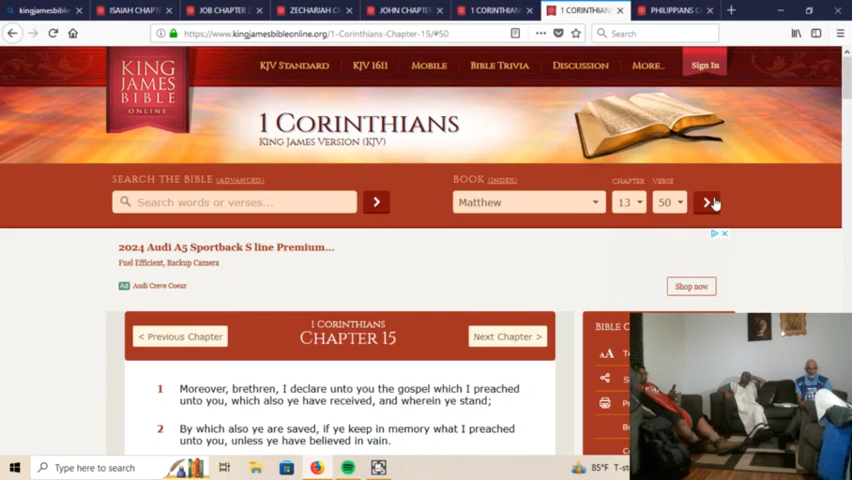 kingjamesbible
ISAIAH CHAPT
JOB CHAPTER
ZECHARIAH C
JOHN CHAPTE
1 CORINTHIAN
1 CORINTHIAN
PHILIPPIANS C
https://www.kingjamesbibleonline.org/1-Corinthians-Chapter-15/#50
Search
KING
JAMES
BIBLE
ONLINE
KJV STANDARD
KJV 1611
MOBILE
BIBLE TRIVIA
DISCUSSION
MORE...
Sign In
1 CORINTHIANS
KING JAMES VERSION (KJV)
SEARCH THE BIBLE (ADVANCED)
Search words or verses...
BOOK (INDEX)
Matthew
CHAPTER
13
VERSE
50
2024 Audi A5 Sportback S line Premium...
Fuel Efficient, Backup Camera
Ad Audi Creve Coeur
Shop now
< Previous Chapter
1 CORINTHIANS
CHAPTER 15
Next Chapter >
BIBLE C
AA T
S
P
B
C
1 Moreover, brethren, I declare unto you the gospel which I preached
unto you, which also ye have received, and wherein ye stand;
2 By which also ye are saved, if ye keep in memory what I preached
unto you, unless ye have believed in vain.
Type here to search
85°F T-st